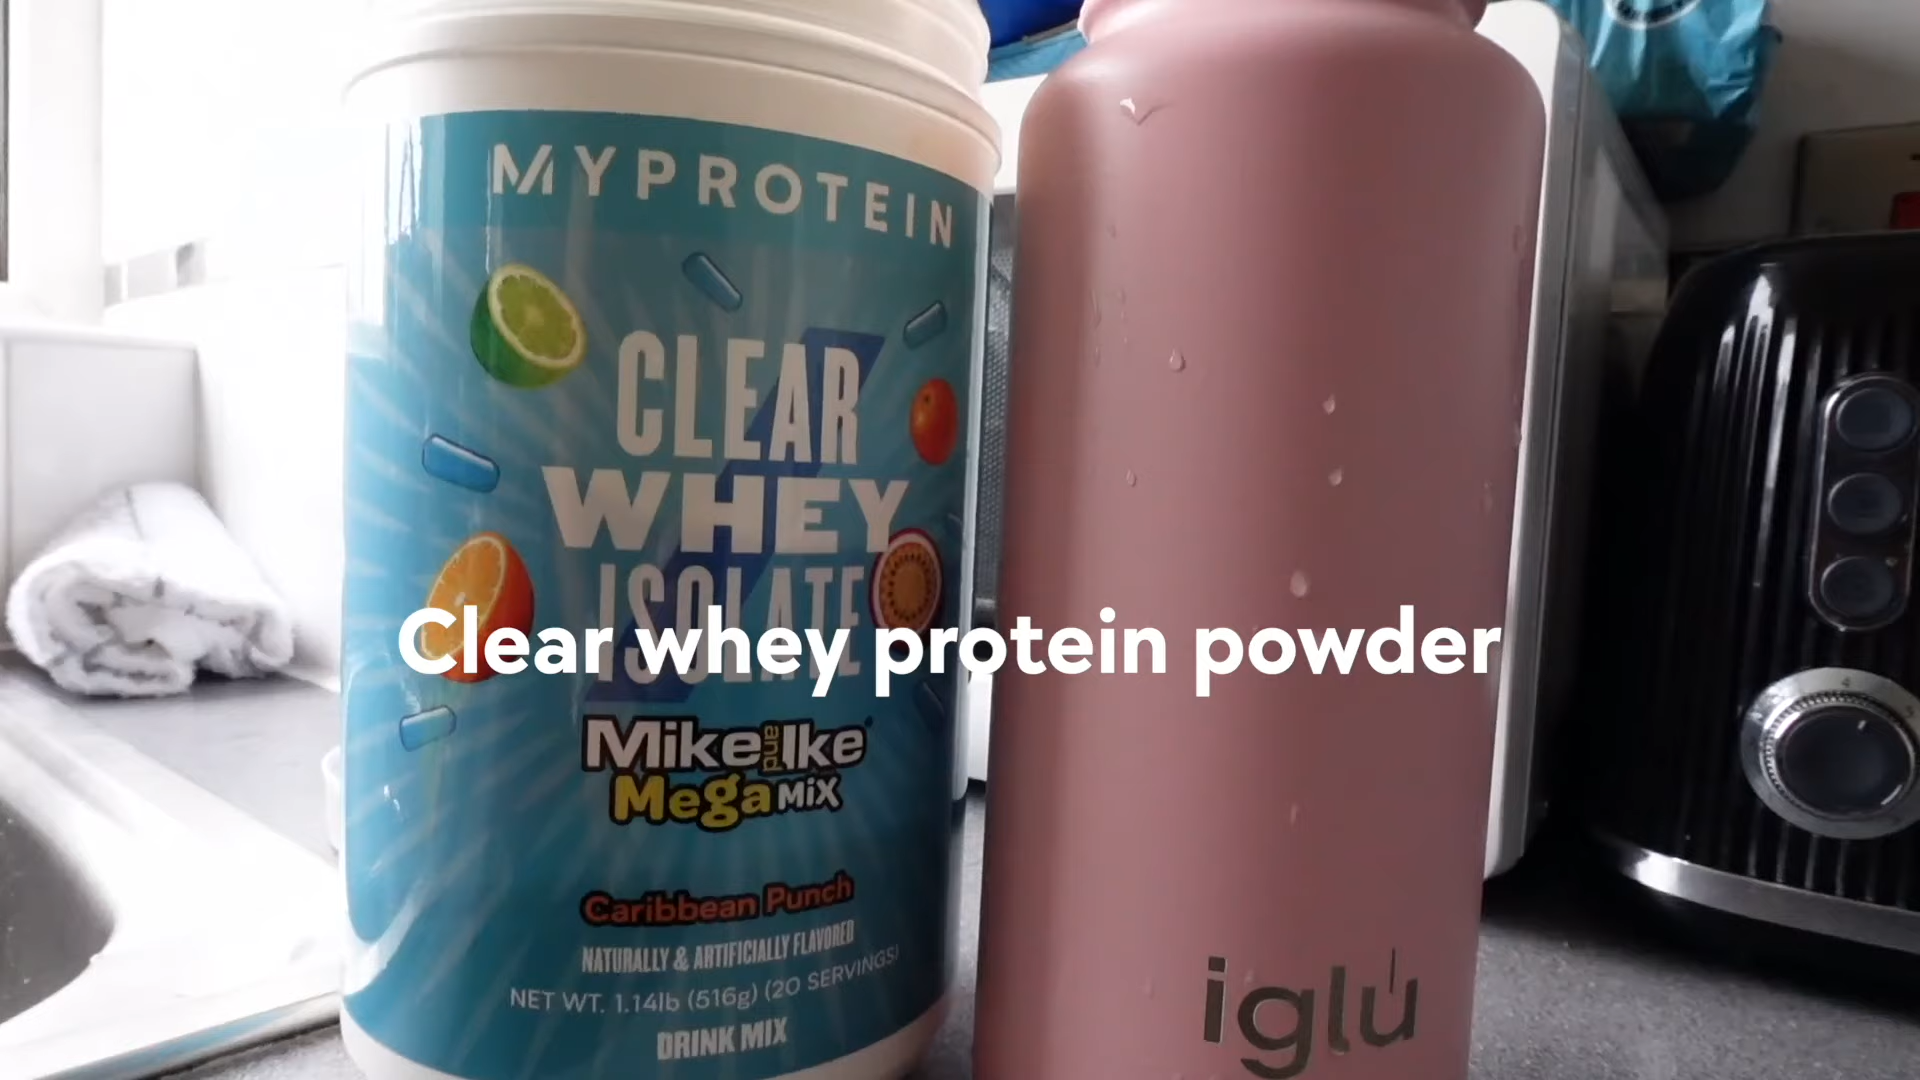 MYPROTEIN
CLEAR
WHEY
ISOLATE
Clear whey protein powder
Mike and Ike
Mega MiX
Caribbean Punch
NATURALLY & ARTIFICIALLY FLAVORED
NET WT. 1.14lb (516g) (20 SERVINGS)
DRINK MIX
iglu